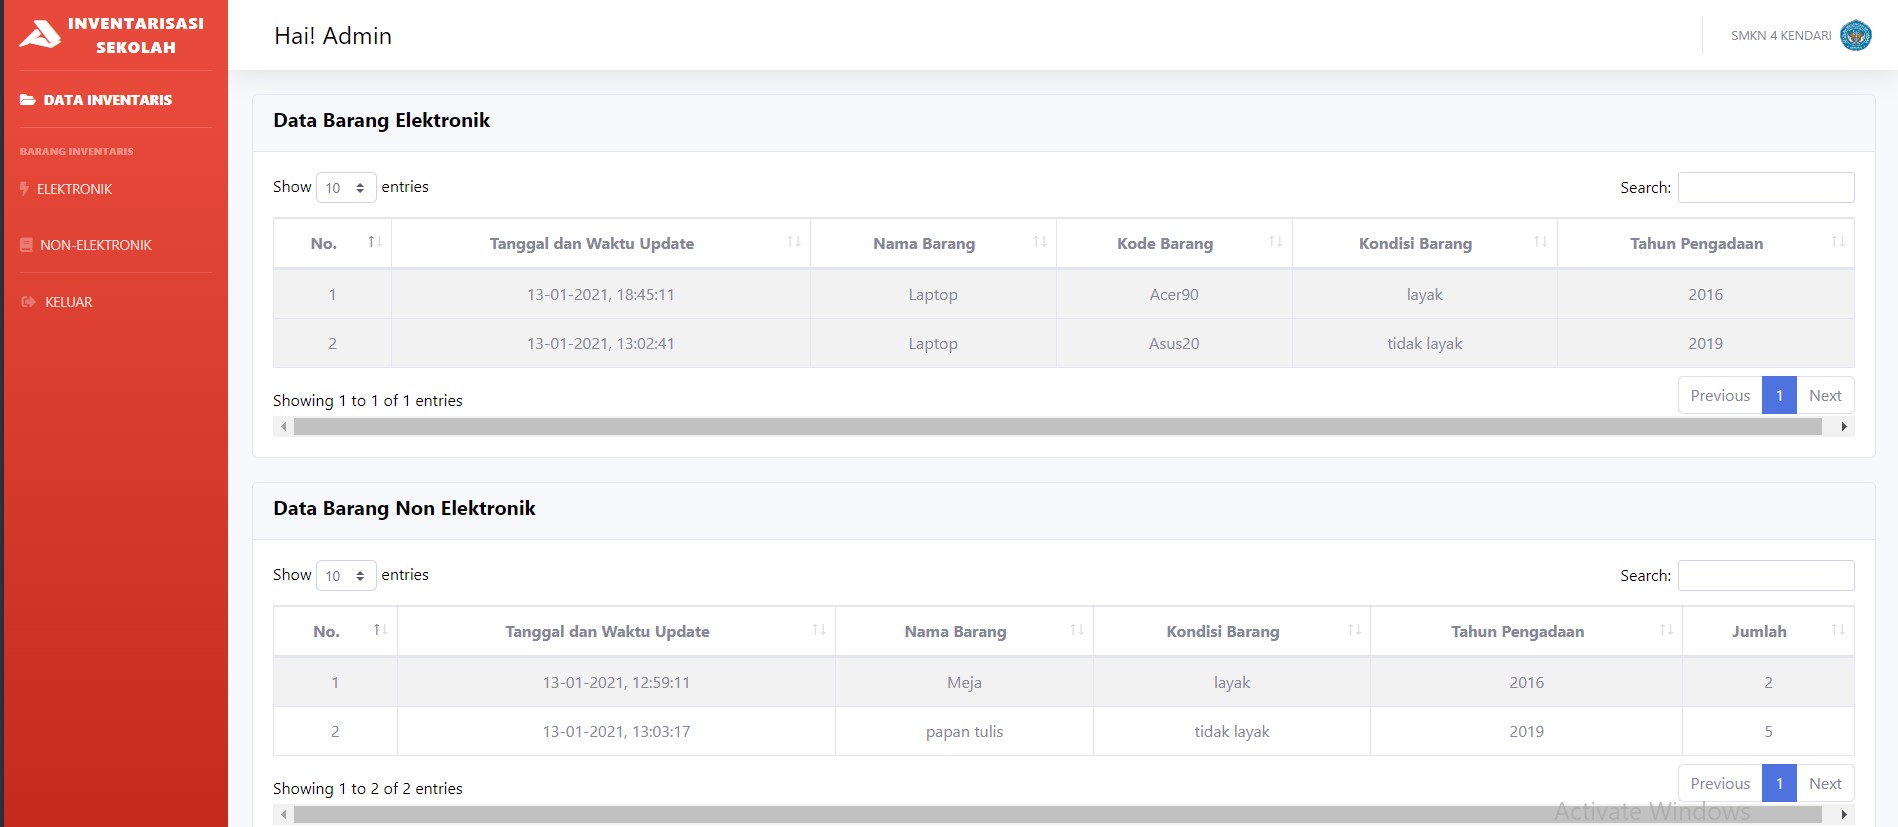 INVENTARISASI
SEKOLAH
Hai! Admin
SMKN 4 KENDARI
DATA INVENTARIS
BARANG INVENTARIS
ELEKTRONIK
NON-ELEKTRONIK
KELUAR
Data Barang Elektronik
Show 10 entries
Search:
No. Tanggal dan Waktu Update Nama Barang Kode Barang Kondisi Barang Tahun Pengadaan
1 13-01-2021, 18:45:11 Laptop Acer90 layak 2016
2 13-01-2021, 13:02:41 Laptop Asus20 tidak layak 2019
Showing 1 to 1 of 1 entries
Previous 1 Next
Data Barang Non Elektronik
Show 10 entries
Search:
No. Tanggal dan Waktu Update Nama Barang Kondisi Barang Tahun Pengadaan Jumlah
1 13-01-2021, 12:59:11 Meja layak 2016 2
2 13-01-2021, 13:03:17 papan tulis tidak layak 2019 5
Showing 1 to 2 of 2 entries
Previous 1 Next
Activate Windows